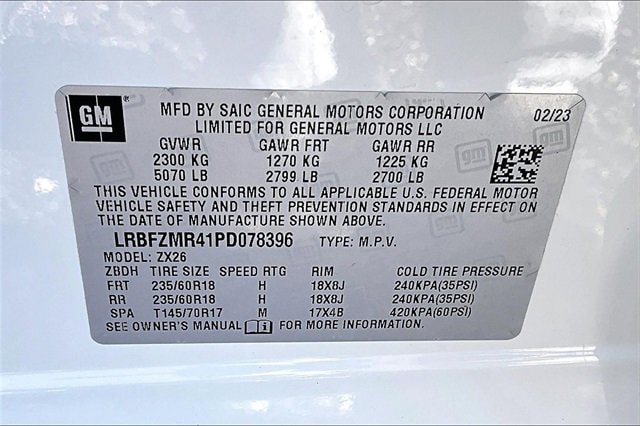 GM ® MFD BY SAIC GENERAL MOTORS CORPORATION 02/23
LIMITED FOR GENERAL MOTORS LLC
GVWR GAWR FRT GAWR RR
2300 KG 1270 KG 1225 KG
5070 LB 2799 LB 2700 LB
THIS VEHICLE CONFORMS TO ALL APPLICABLE U.S. FEDERAL MOTOR
VEHICLE SAFETY AND THEFT PREVENTION STANDARDS IN EFFECT ON
THE DATE OF MANUFACTURE SHOWN ABOVE.
LRBFZMR41PD078396 TYPE: M.P.V.
MODEL: ZX26
ZBDH TIRE SIZE SPEED RTG RIM COLD TIRE PRESSURE
FRT 235/60R18 H 18X8J 240KPA(35PSI)
RR 235/60R18 H 18X8J 240KPA(35PSI)
SPA T145/70R17 M 17X4B 420KPA(60PSI)
SEE OWNER'S MANUAL i FOR MORE INFORMATION.